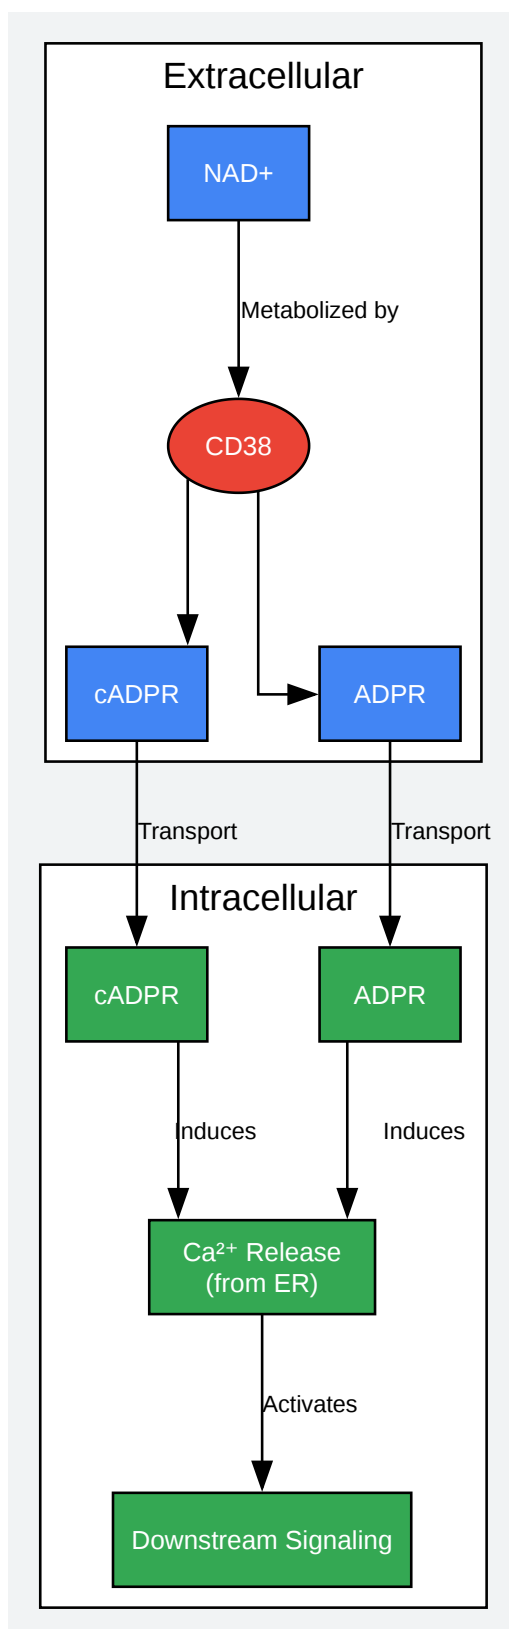 Extracellular
NAD+
Metabolized by
CD38
cADPR
ADPR
Transport
Transport
Intracellular
cADPR
ADPR
Induces
Induces
Ca²⁺ Release
(from ER)
Activates
Downstream Signaling